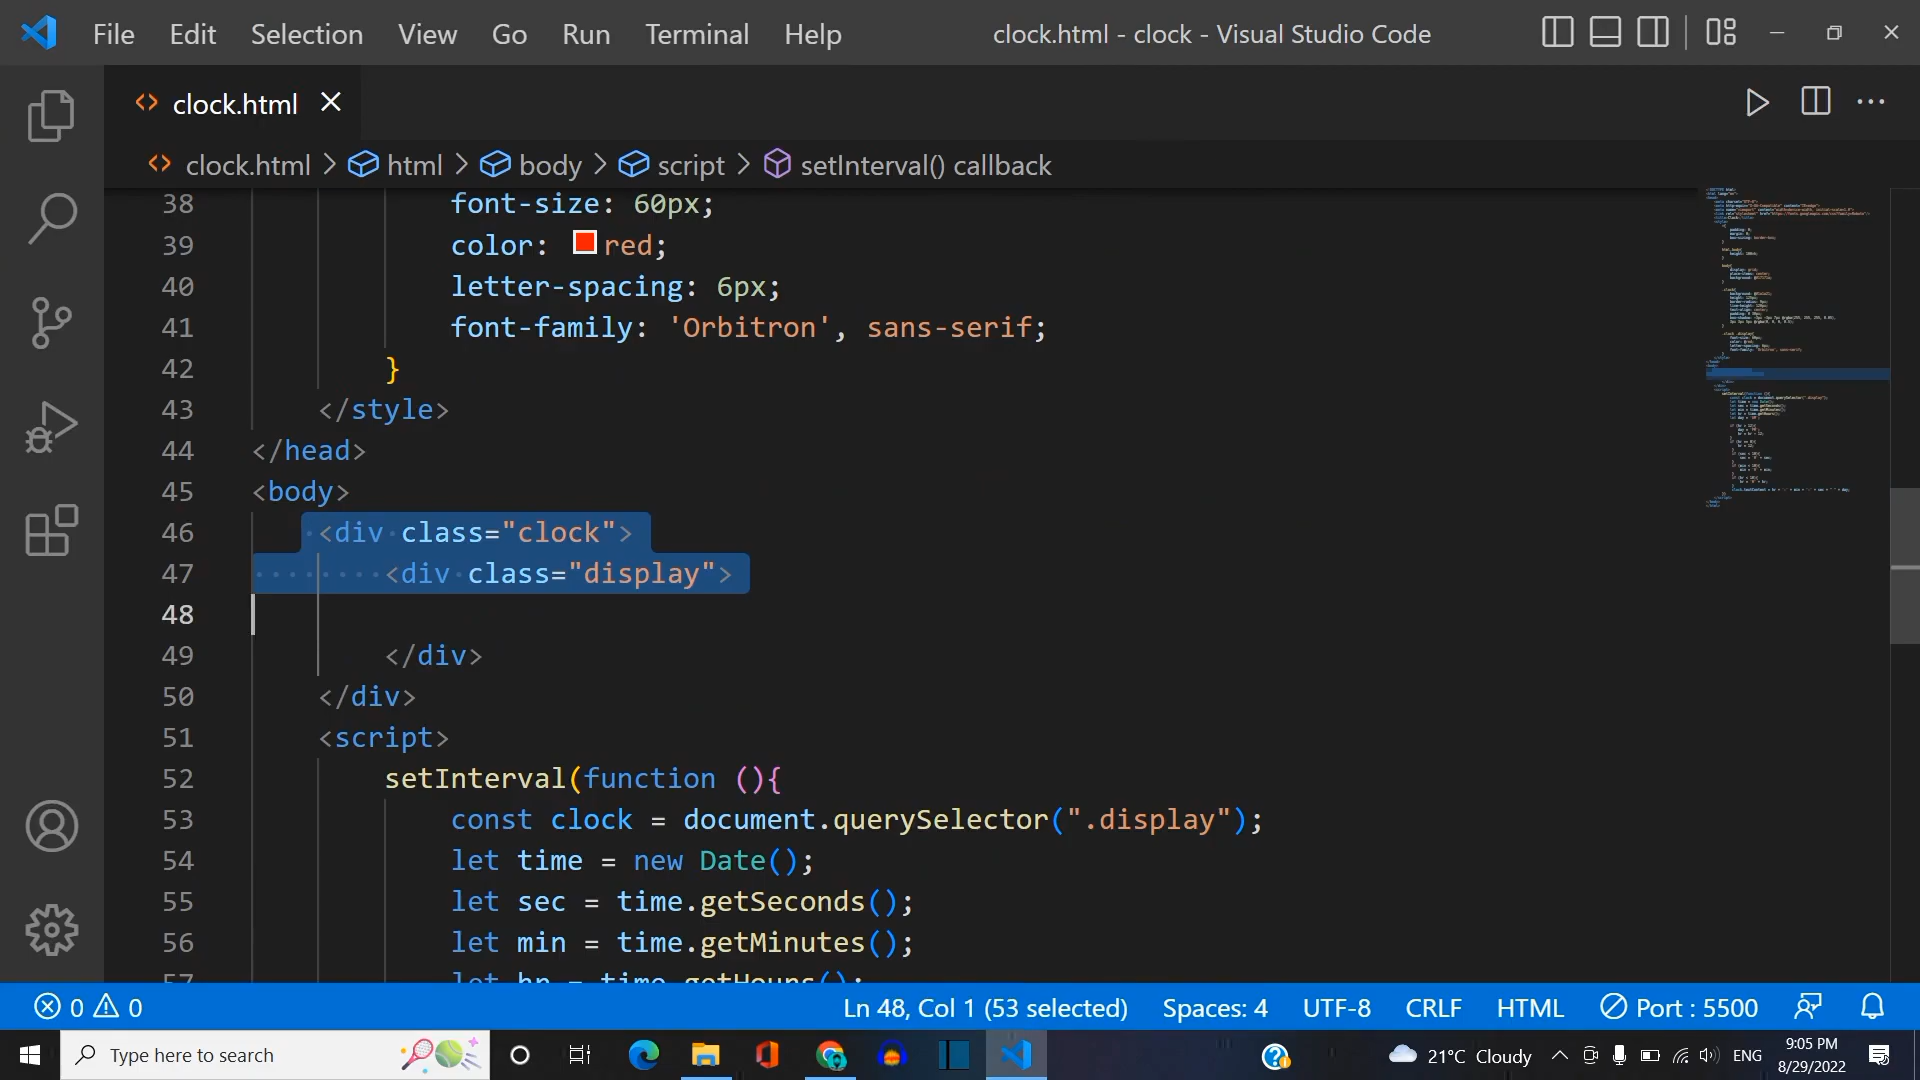 File Edit Selection View Go Run Terminal Help clock.html - clock - Visual Studio Code
clock.html
clock.html > html > body > script > setInterval() callback
38 font-size: 60px;
39 color: red;
40 letter-spacing: 6px;
41 font-family: 'Orbitron', sans-serif;
42 }
43 </style>
44 </head>
45 <body>
46 <div class="clock">
47 <div class="display">
48
49 </div>
50 </div>
51 <script>
52 setInterval(function (){
53 const clock = document.querySelector(".display");
54 let time = new Date();
55 let sec = time.getSeconds();
56 let min = time.getMinutes();
57 let hr = time.getHours();
0 0 Ln 48, Col 1 (53 selected) Spaces: 4 UTF-8 CRLF HTML Port : 5500
Type here to search 21°C Cloudy ENG 9:05 PM
8/29/2022